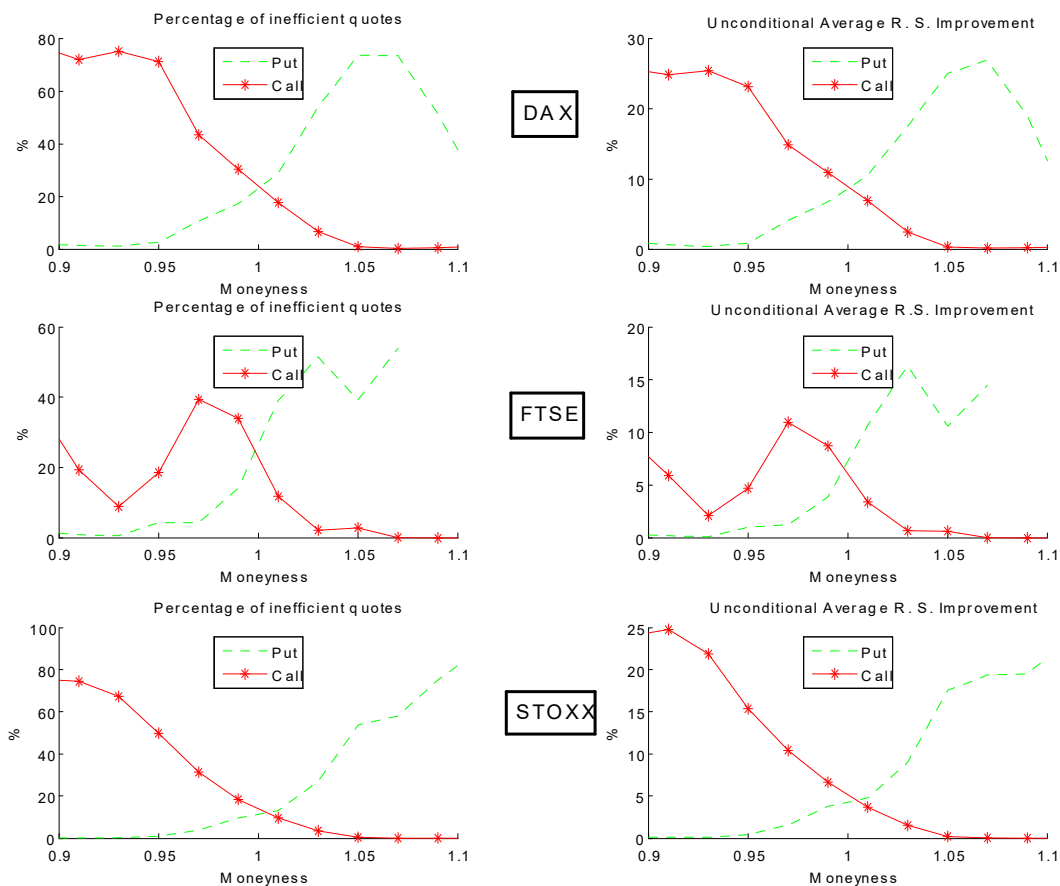 Percentage of inefficient quotes
80
60
40
20
0
%
Put
Call
0.9 0.95 1 1.05 1.1
Moneyness
DAX
Unconditional Average R. S. Improvement
30
20
10
0
%
Put
Call
0.9 0.95 1 1.05 1.1
Moneyness
Percentage of inefficient quotes
60
40
20
0
%
Put
Call
0.9 0.95 1 1.05 1.1
Moneyness
FTSE
Unconditional Average R.S. Improvement
20
15
10
5
0
%
Put
Call
0.9 0.95 1 1.05 1.1
Moneyness
Percentage of inefficient quotes
100
80
60
40
20
0
%
Put
Call
0.9 0.95 1 1.05 1.1
Moneyness
STOXX
Unconditional Average R. S. Improvement
25
20
15
10
5
0
%
Put
Call
0.9 0.95 1 1.05 1.1
Moneyness